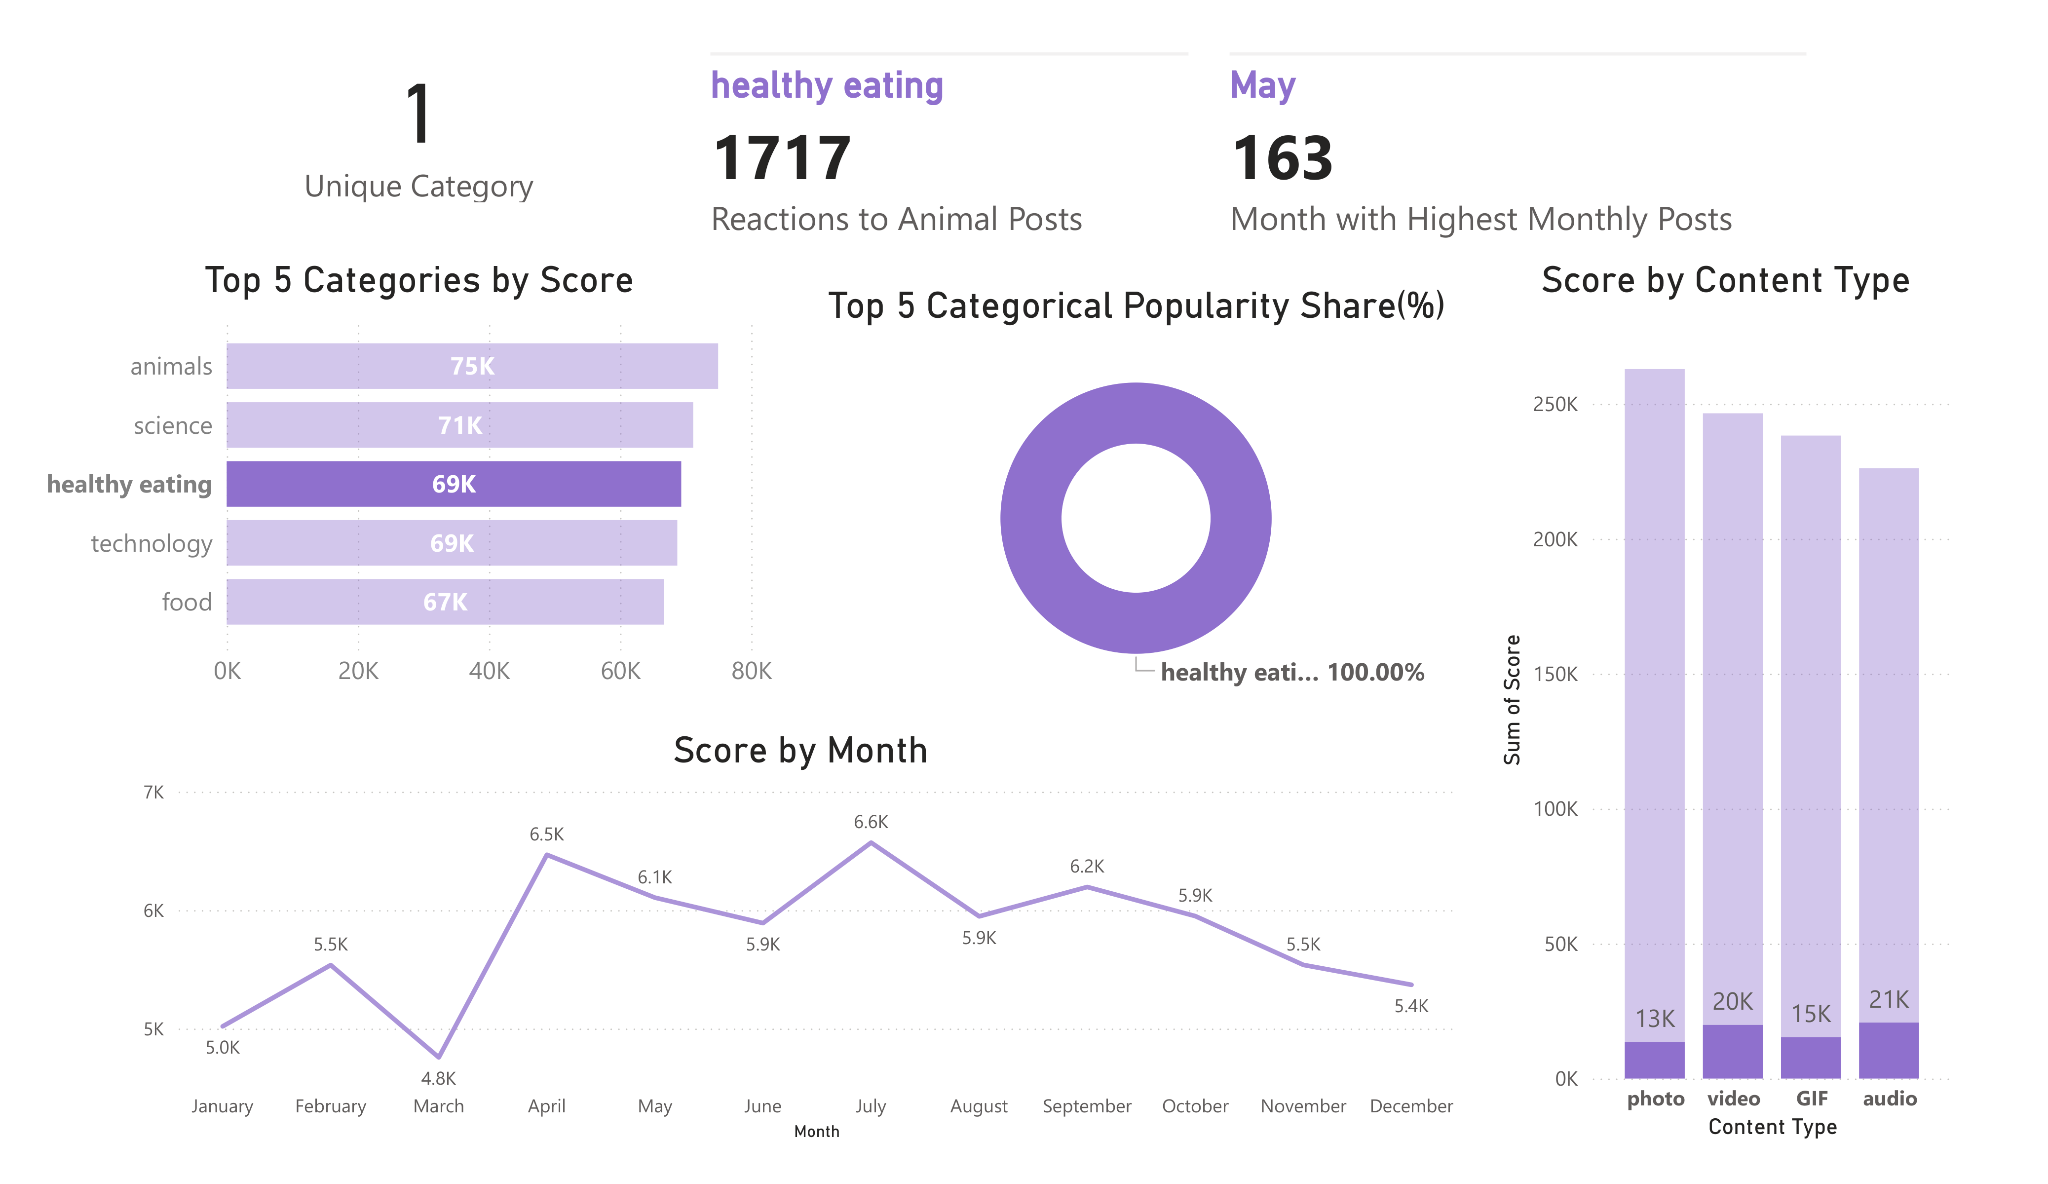 1
Unique Category
healthy eating
1717
Reactions to Animal Posts
May
163
Month with Highest Monthly Posts
Top 5 Categories by Score
animals
75K
science
71K
healthy eating
69K
technology
69K
food
67K
0K 20K 40K 60K 80K
Top 5 Categorical Popularity Share(%)
healthy eati... 100.00%
Score by Content Type
Sum of Score
250K
200K
150K
100K
50K
0K
13K 20K 15K 21K
photo video GIF audio
Content Type
Score by Month
7K
6K
5K
5.0K
5.5K
4.8K
6.5K
6.1K
5.9K
6.6K
5.9K
6.2K
5.9K
5.5K
5.4K
January February March April May June July August September October November December
Month